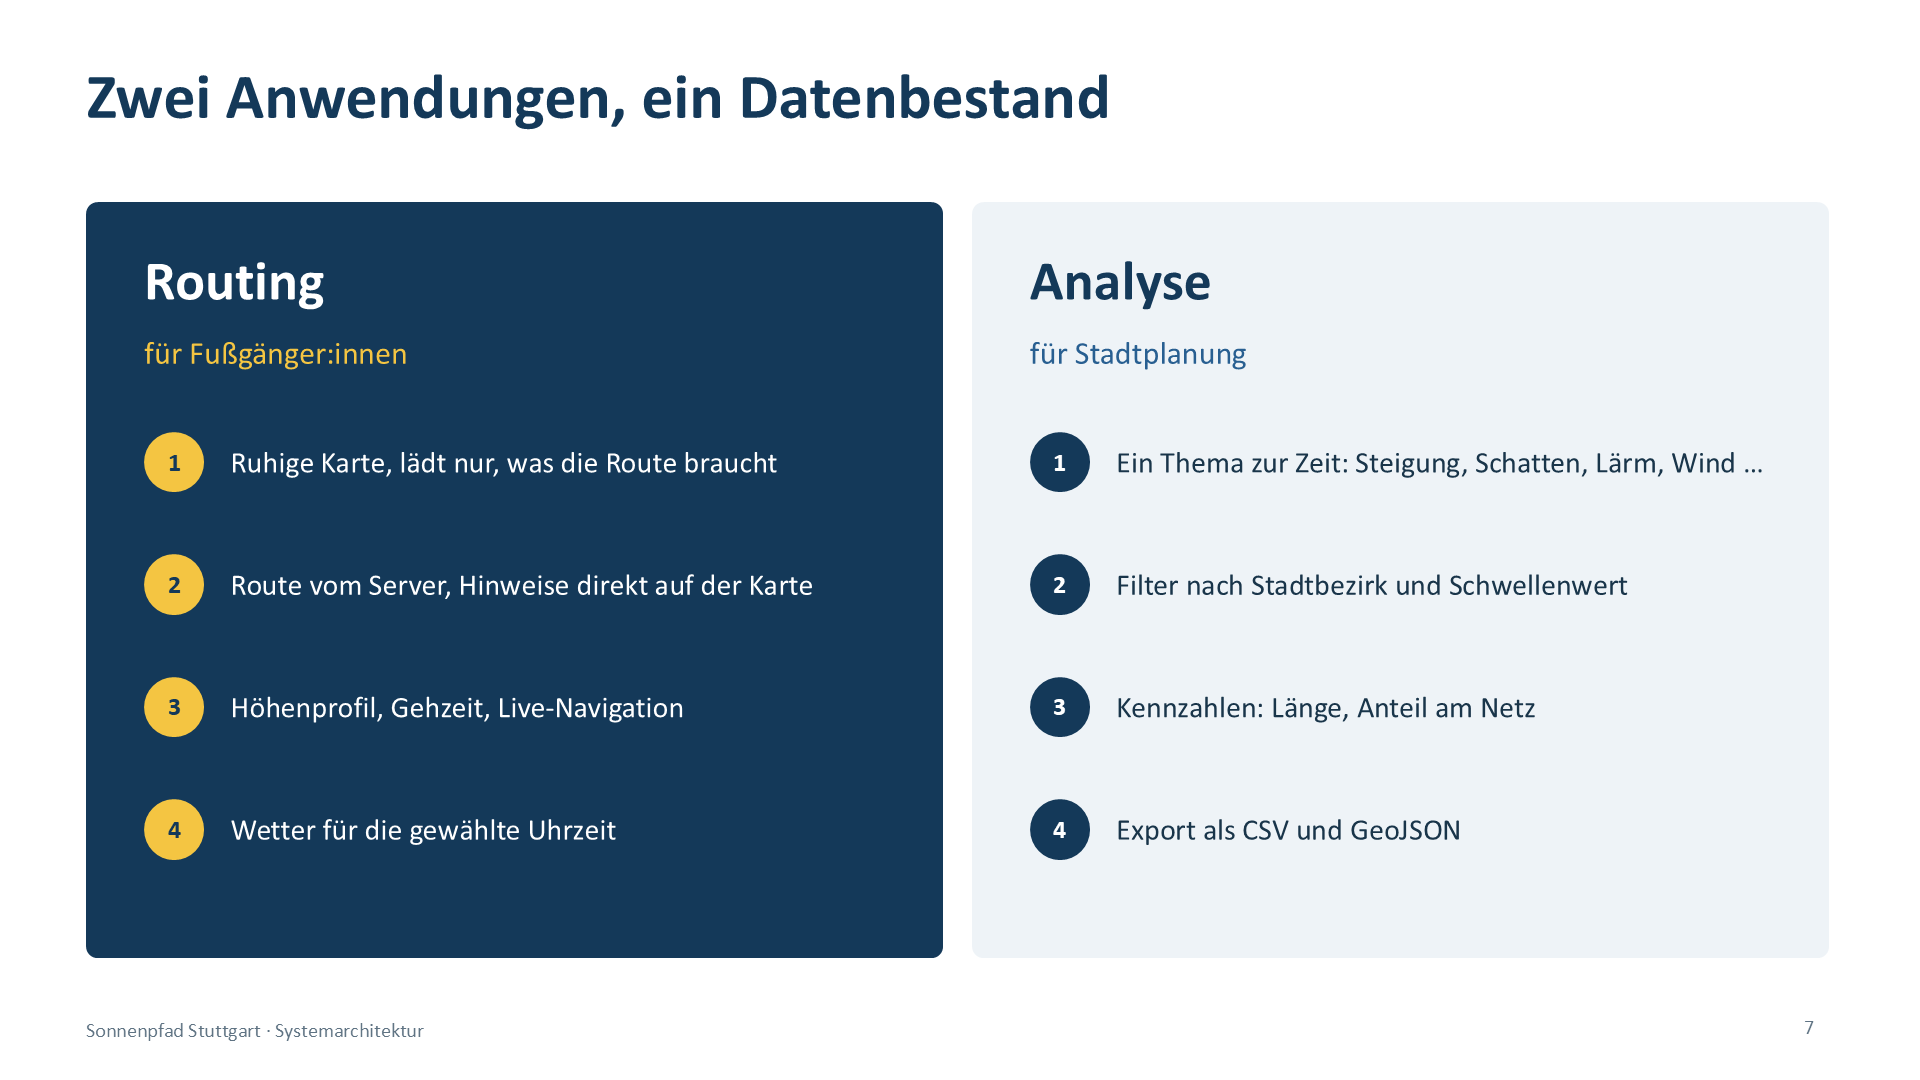 Zwei Anwendungen, ein Datenbestand
Routing
für Fußgänger:innen
1 Ruhige Karte, lädt nur, was die Route braucht
2 Route vom Server, Hinweise direkt auf der Karte
3 Höhenprofil, Gehzeit, Live-Navigation
4 Wetter für die gewählte Uhrzeit
Analyse
für Stadtplanung
1 Ein Thema zur Zeit: Steigung, Schatten, Lärm, Wind ...
2 Filter nach Stadtbezirk und Schwellenwert
3 Kennzahlen: Länge, Anteil am Netz
4 Export als CSV und GeoJSON
Sonnenpfad Stuttgart · Systemarchitektur
7